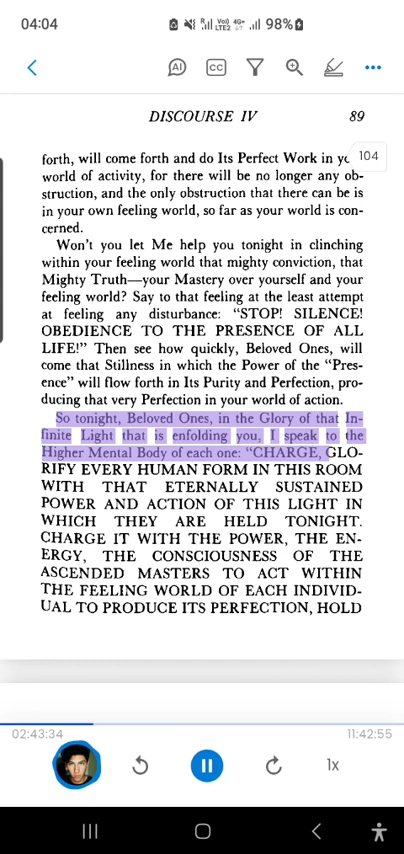 04:04
R Vo)) LTE2 4G+ 98%
AI CC
DISCOURSE IV 89
104
forth, will come forth and do Its Perfect Work in
world of activity, for there will be no longer any ob-
struction, and the only obstruction that there can be is
in your own feeling world, so far as your world is con-
cerned.
Won't you let Me help you tonight in clinching
within your feeling world that mighty conviction, that
Mighty Truth—your Mastery over yourself and your
feeling world? Say to that feeling at the least attempt
at feeling any disturbance: "STOP! SILENCE!
OBEDIENCE TO THE PRESENCE OF ALL
LIFE!" Then see how quickly, Beloved Ones, will
come that Stillness in which the Power of the "Pres-
ence" will flow forth in Its Purity and Perfection, pro-
ducing that very Perfection in your world of action.
So tonight, Beloved Ones, in the Glory of that In-
finite Light that is enfolding you, I speak to the
Higher Mental Body of each one: "CHARGE, GLO-
RIFY EVERY HUMAN FORM IN THIS ROOM
WITH THAT ETERNALLY SUSTAINED
POWER AND ACTION OF THIS LIGHT IN
WHICH THEY ARE HELD TONIGHT.
CHARGE IT WITH THE POWER, THE EN-
ERGY, THE CONSCIOUSNESS OF THE
ASCENDED MASTERS TO ACT WITHIN
THE FEELING WORLD OF EACH INDIVID-
UAL TO PRODUCE ITS PERFECTION, HOLD
02:43:34 11:42:55
1x